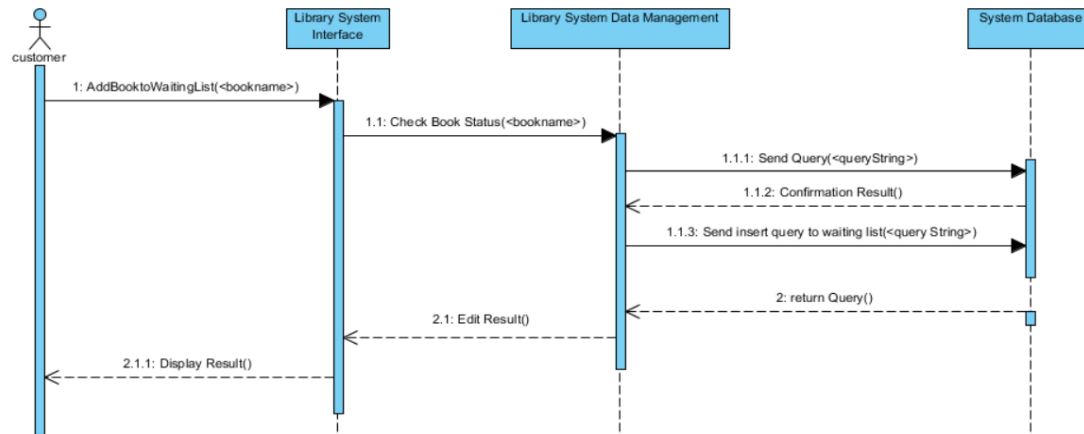 Library System
Interface
Library System Data Management
System Database
customer
1: AddBooktoWaitingList(<bookname>)
1.1: Check Book Status(<bookname>)
1.1.1: Send Query(<queryString>)
1.1.2: Confirmation Result()
1.1.3: Send insert query to waiting list(<query String>)
2: return Query()
2.1: Edit Result()
2.1.1: Display Result()